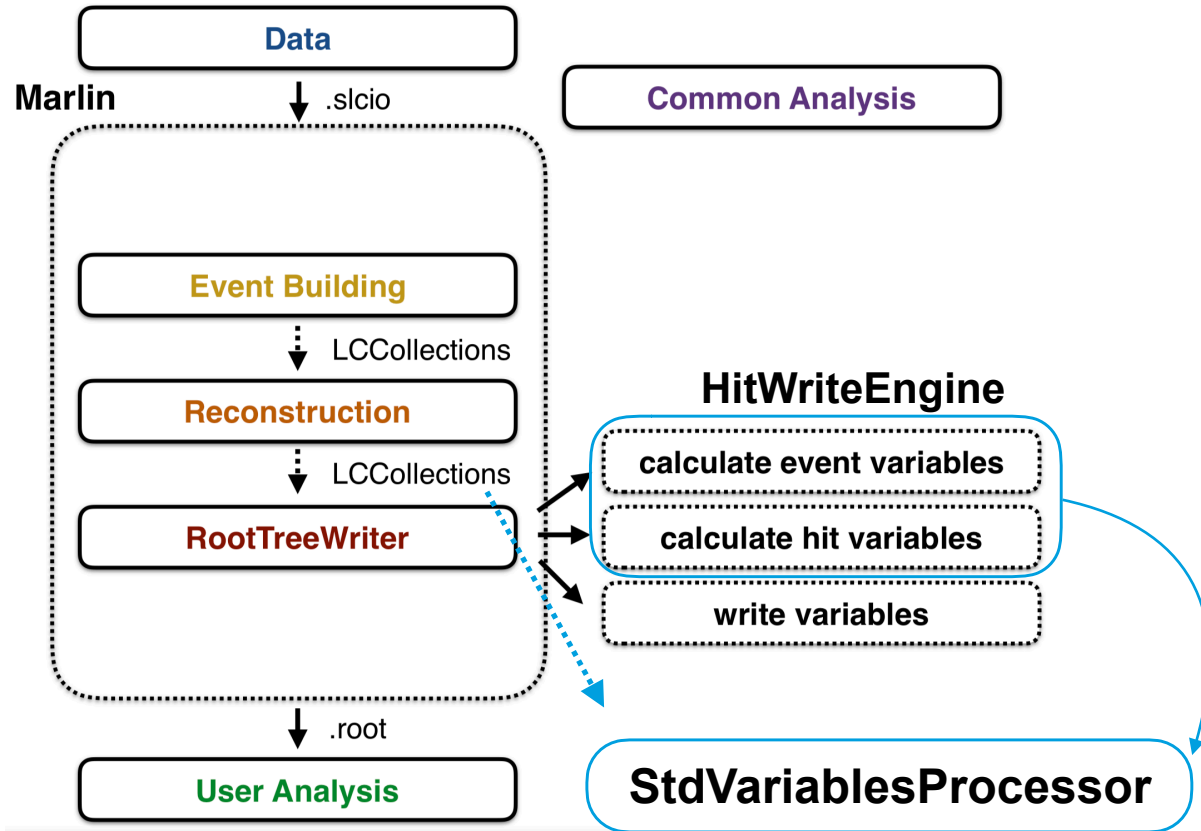 Data
Marlin
.slcio
Common Analysis
Event Building
LCCollections
Reconstruction
HitWriteEngine
calculate event variables
LCCollections
RootTreeWriter
calculate hit variables
write variables
.root
User Analysis
StdVariablesProcessor